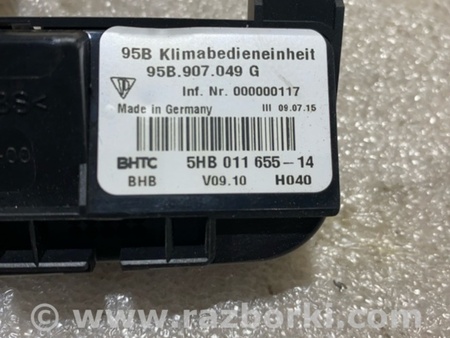 95B Klimabedieneinheit
95B.907.049 G
Inf. Nr. 000000117
Made in Germany III 09.07.15
BHTC 5HB 011 655-14
BHB V09.10 H040
www.razborki.com